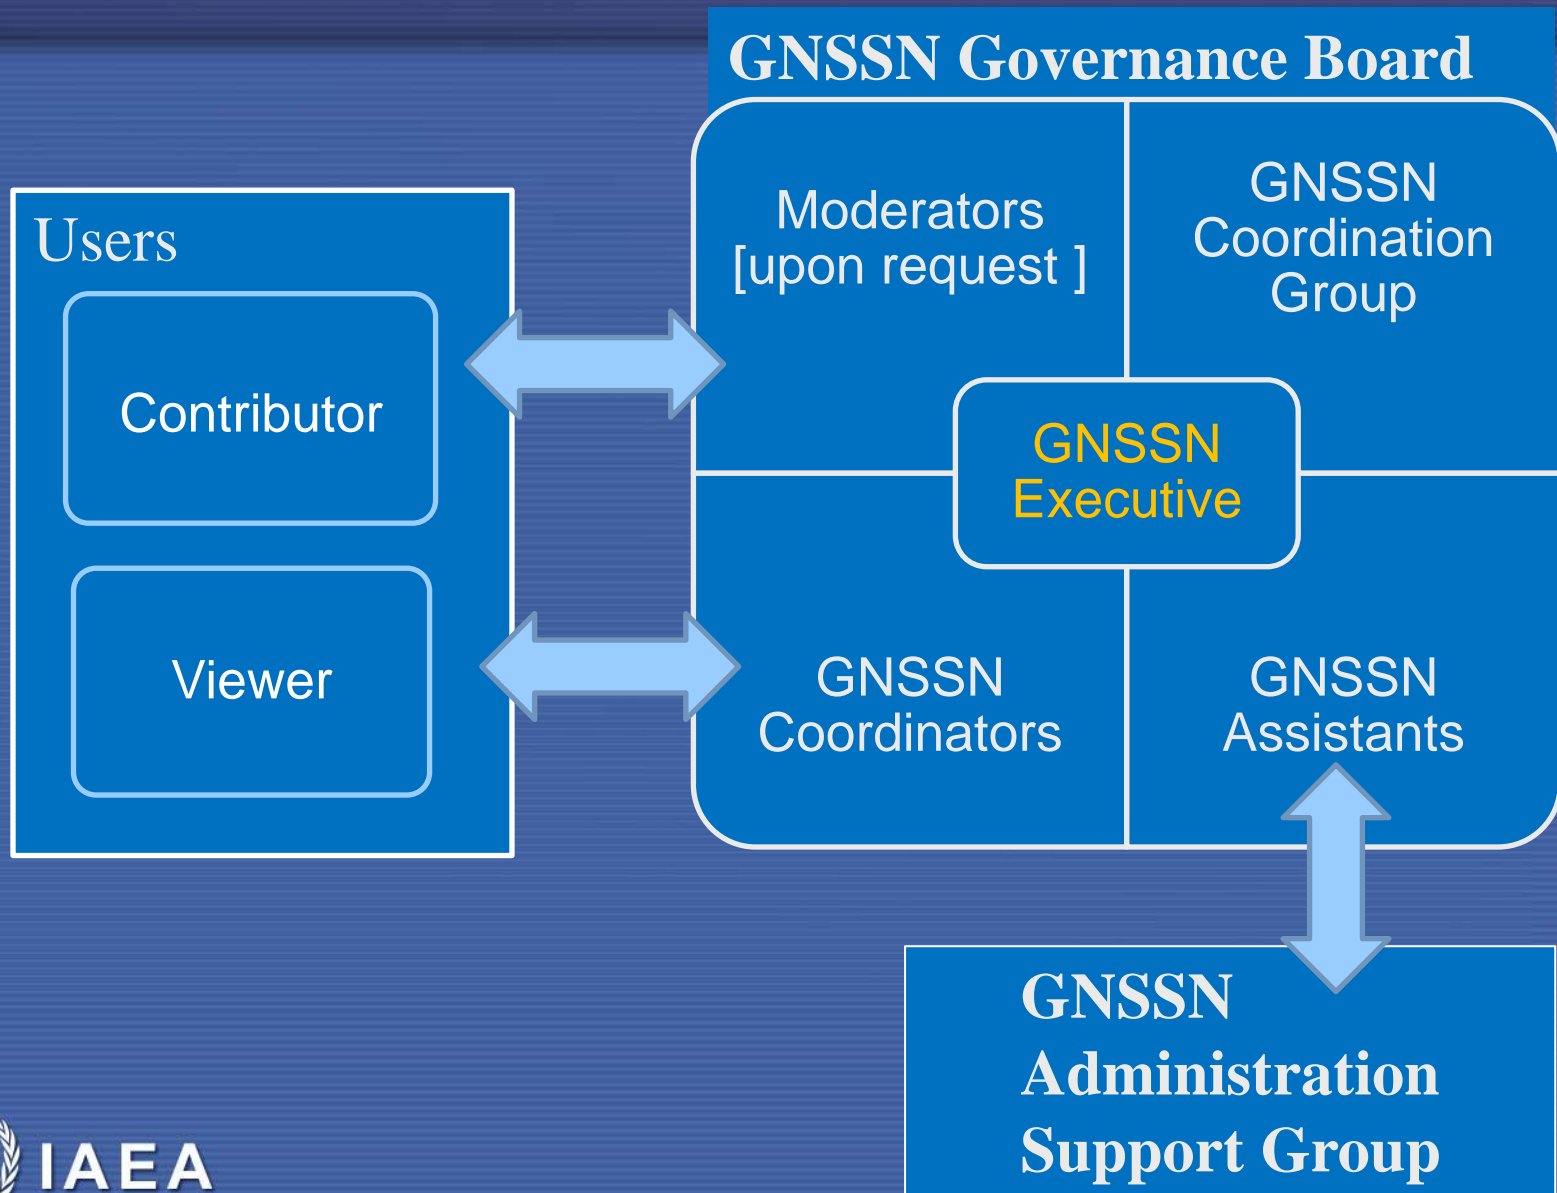 GNSSN Governance Board
Users
Contributor
Viewer
Moderators
[upon request ]
GNSSN
Coordination
Group
GNSSN
Executive
GNSSN
Coordinators
GNSSN
Assistants
GNSSN
Administration
Support Group
IAEA